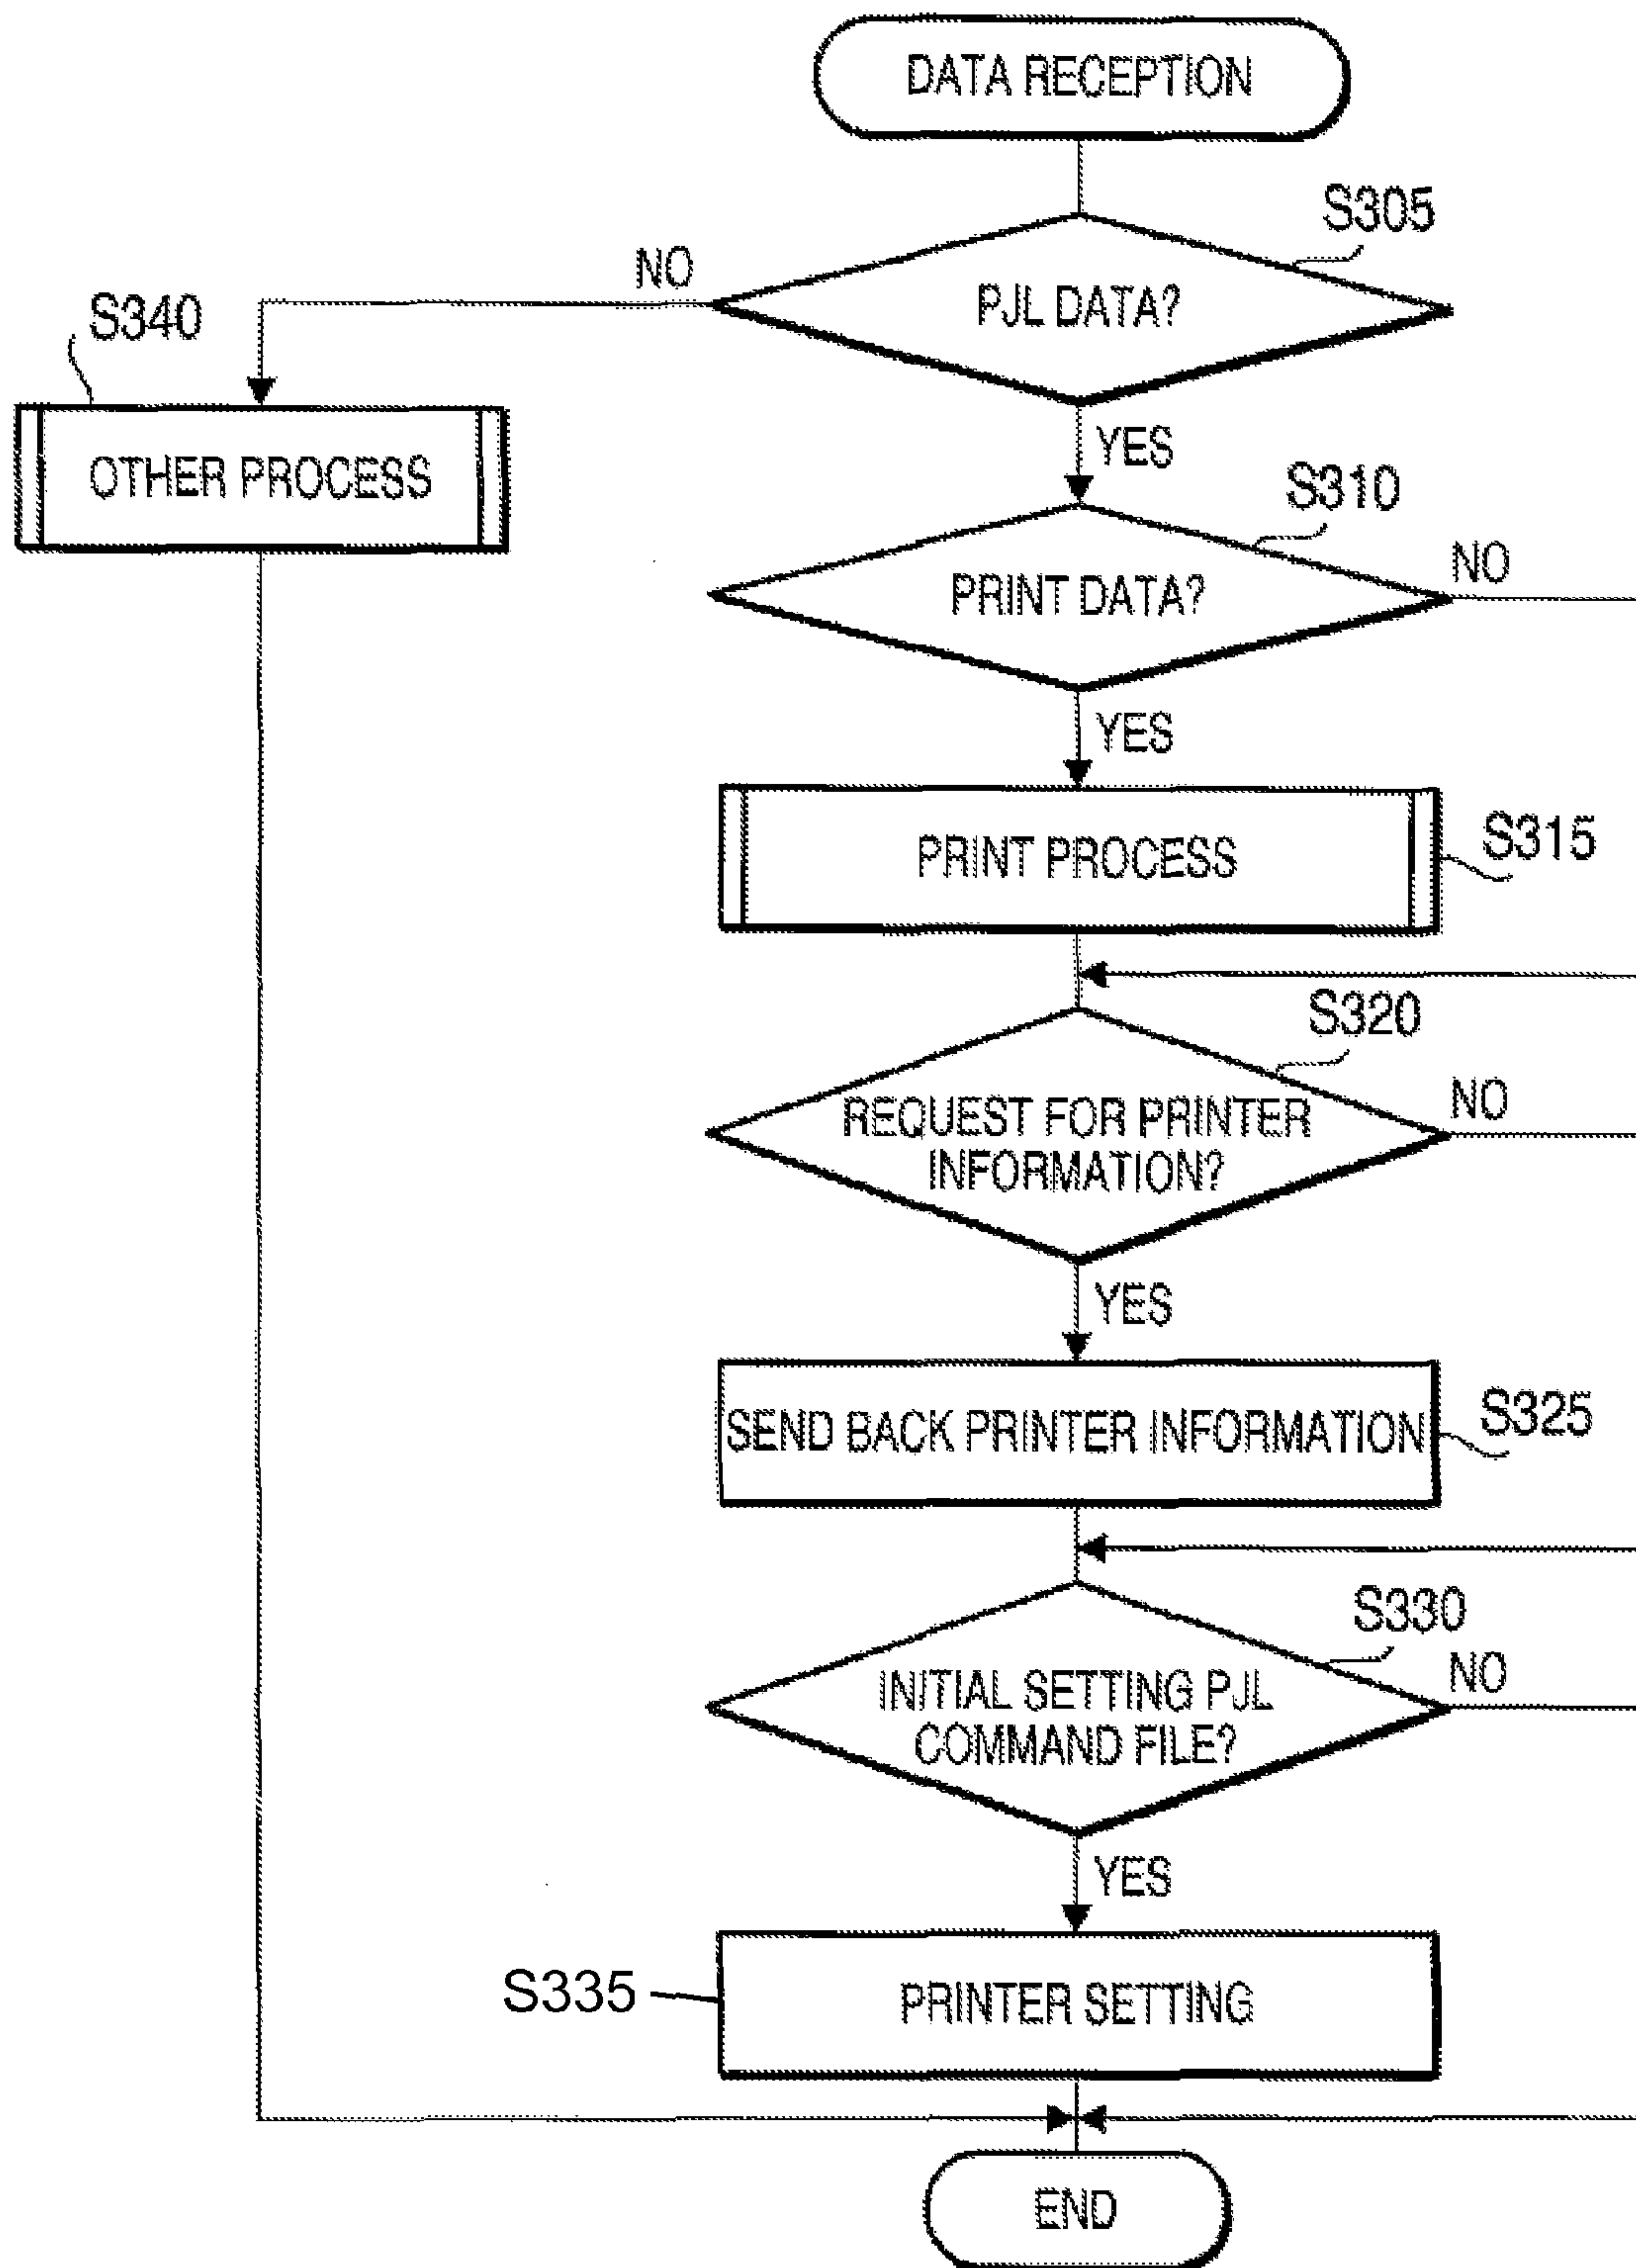 DATA RECEPTION
S305
NO
PJL DATA?
S340
YES
OTHER PROCESS
S310
NO
PRINT DATA?
YES
PRINT PROCESS
S315
S320
NO
REQUEST FOR PRINTER
INFORMATION?
YES
SEND BACK PRINTER INFORMATION
S325
S330
NO
INITIAL SETTING PJL
COMMAND FILE?
YES
S335
PRINTER SETTING
END